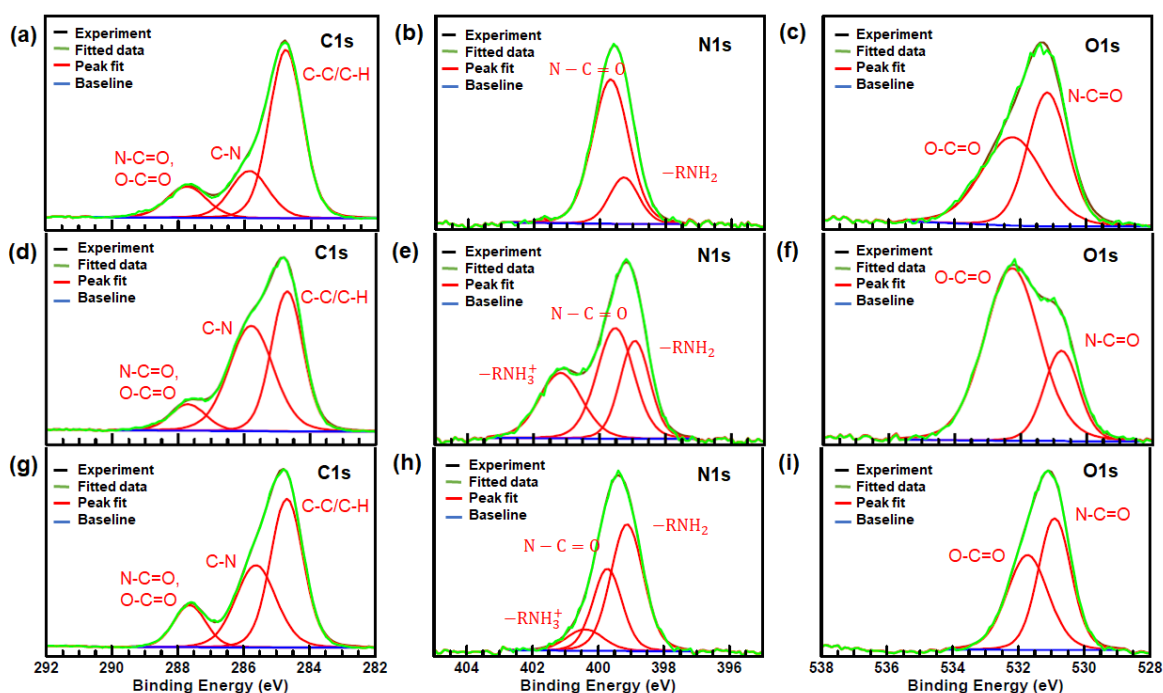 (a)
Experiment
Fitted data
Peak fit
Baseline
C1s
C-C/C-H
C-N
N-C=O,
O-C=O
(b)
Experiment
Fitted data
Peak fit
Baseline
N1s
N – C = O
−RNH₂
(c)
Experiment
Fitted data
Peak fit
Baseline
O1s
N-C=O
O-C=O
(d)
Experiment
Fitted data
Peak fit
Baseline
C1s
C-C/C-H
C-N
N-C=O,
O-C=O
(e)
Experiment
Fitted data
Peak fit
Baseline
N1s
N – C = O
−RNH₂
−RNH₃⁺
(f)
Experiment
Fitted data
Peak fit
Baseline
O1s
O-C=O
N-C=O
(g)
Experiment
Fitted data
Peak fit
Baseline
C1s
C-C/C-H
C-N
N-C=O,
O-C=O
292 290 288 286 284 282
Binding Energy (eV)
(h)
Experiment
Fitted data
Peak fit
Baseline
N1s
−RNH₂
N – C = O
−RNH₃⁺
404 402 400 398 396
Binding Energy (eV)
(i)
Experiment
Fitted data
Peak fit
Baseline
O1s
N-C=O
O-C=O
538 536 534 532 530 528
Binding Energy (eV)